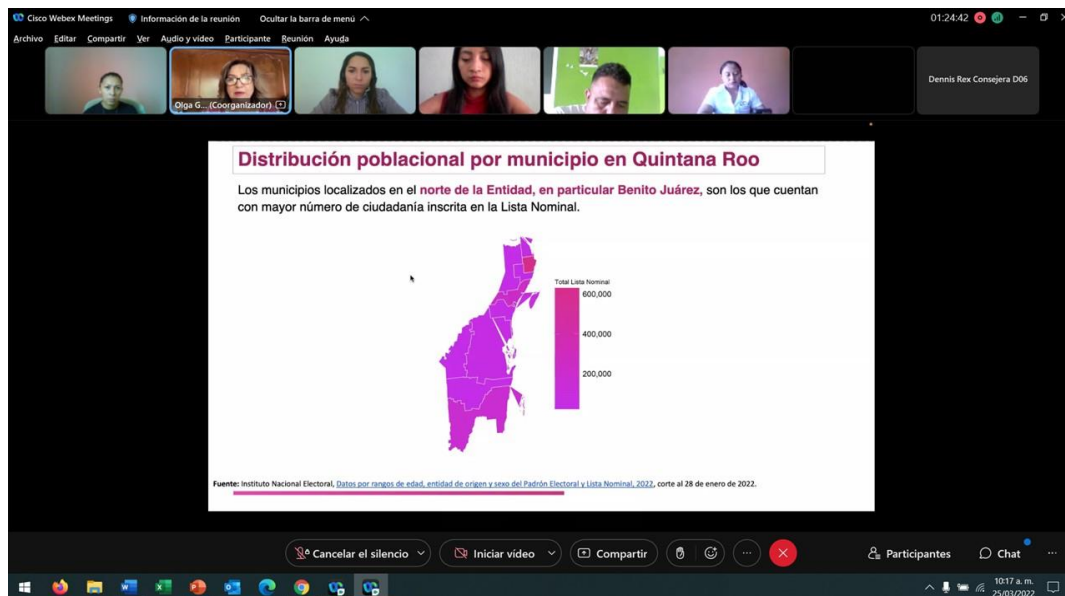 Cisco Webex Meetings
Información de la reunión
Ocultar la barra de menú
01:24:42
Archivo Editar Compartir Ver Audio y vídeo Participante Reunión Ayuda
Olga G... (Coorganizador)
Dennis Rex Consejera D06
Distribución poblacional por municipio en Quintana Roo
Los municipios localizados en el norte de la Entidad, en particular Benito Juárez, son los que cuentan
con mayor número de ciudadanía inscrita en la Lista Nominal.
Total Lista Nominal
600,000
400,000
200,000
Fuente: Instituto Nacional Electoral, Datos por rangos de edad, entidad de origen y sexo del Padrón Electoral y Lista Nominal, 2022, corte al 28 de enero de 2022.
Cancelar el silencio
Iniciar vídeo
Compartir
Participantes
Chat
10:17 a. m.
25/03/2022